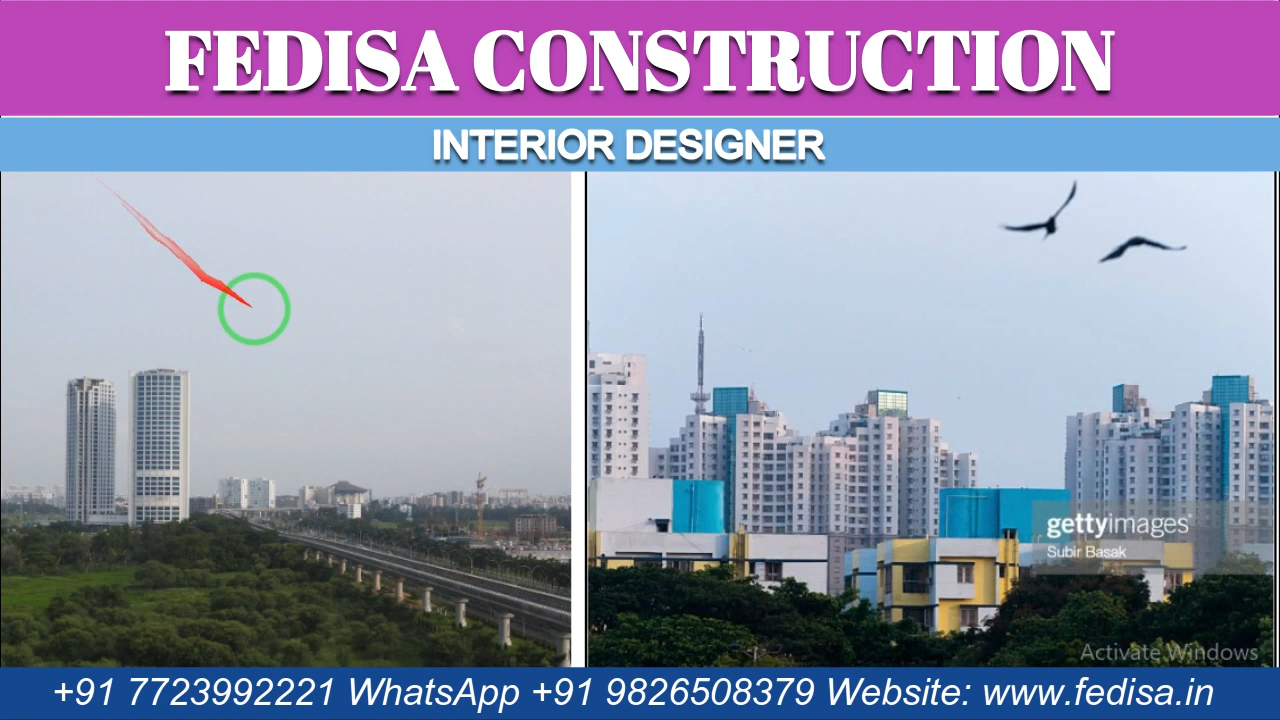 FEDISA CONSTRUCTION
INTERIOR DESIGNER
gettyimages®
Subir Basak
Activate Windows
+91 7723992221 WhatsApp +91 9826508379 Website: www.fedisa.in